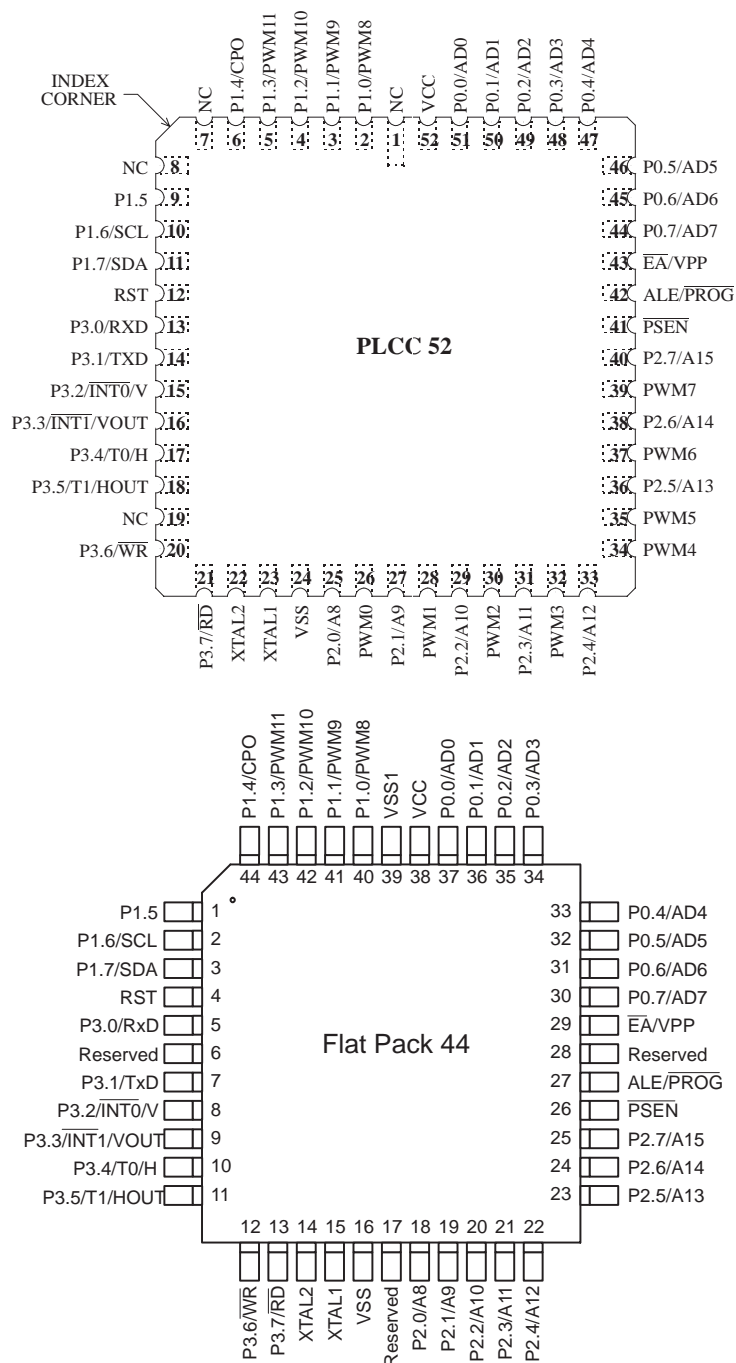 INDEX
CORNER
NC
P1.4/CPO
P1.3/PWM11
P1.2/PWM10
P1.1/PWM9
P1.0/PWM8
NC
VCC
P0.0/AD0
P0.1/AD1
P0.2/AD2
P0.3/AD3
P0.4/AD4
7 6 5 4 3 2 1 52 51 50 49 48 47
NC 8
P1.5 9
P1.6/SCL 10
P1.7/SDA 11
RST 12
P3.0/RXD 13
P3.1/TXD 14
P3.2/INT0/V 15
P3.3/INT1/VOUT 16
P3.4/T0/H 17
P3.5/T1/HOUT 18
NC 19
P3.6/WR 20
PLCC 52
46 P0.5/AD5
45 P0.6/AD6
44 P0.7/AD7
43 EA/VPP
42 ALE/PROG
41 PSEN
40 P2.7/A15
39 PWM7
38 P2.6/A14
37 PWM6
36 P2.5/A13
35 PWM5
34 PWM4
21 22 23 24 25 26 27 28 29 30 31 32 33
P3.7/RD
XTAL2
XTAL1
VSS
P2.0/A8
PWM0
P2.1/A9
PWM1
P2.2/A10
PWM2
P2.3/A11
PWM3
P2.4/A12
P1.4/CPO
P1.3/PWM11
P1.2/PWM10
P1.1/PWM9
P1.0/PWM8
VSS1
VCC
P0.0/AD0
P0.1/AD1
P0.2/AD2
P0.3/AD3
44 43 42 41 40 39 38 37 36 35 34
P1.5 1
P1.6/SCL 2
P1.7/SDA 3
RST 4
P3.0/RxD 5
Reserved 6
P3.1/TxD 7
P3.2/INT0/V 8
P3.3/INT1/VOUT 9
P3.4/T0/H 10
P3.5/T1/HOUT 11
Flat Pack 44
33 P0.4/AD4
32 P0.5/AD5
31 P0.6/AD6
30 P0.7/AD7
29 EA/VPP
28 Reserved
27 ALE/PROG
26 PSEN
25 P2.7/A15
24 P2.6/A14
23 P2.5/A13
12 13 14 15 16 17 18 19 20 21 22
P3.6/WR
P3.7/RD
XTAL2
XTAL1
VSS
Reserved
P2.0/A8
P2.1/A9
P2.2/A10
P2.3/A11
P2.4/A12